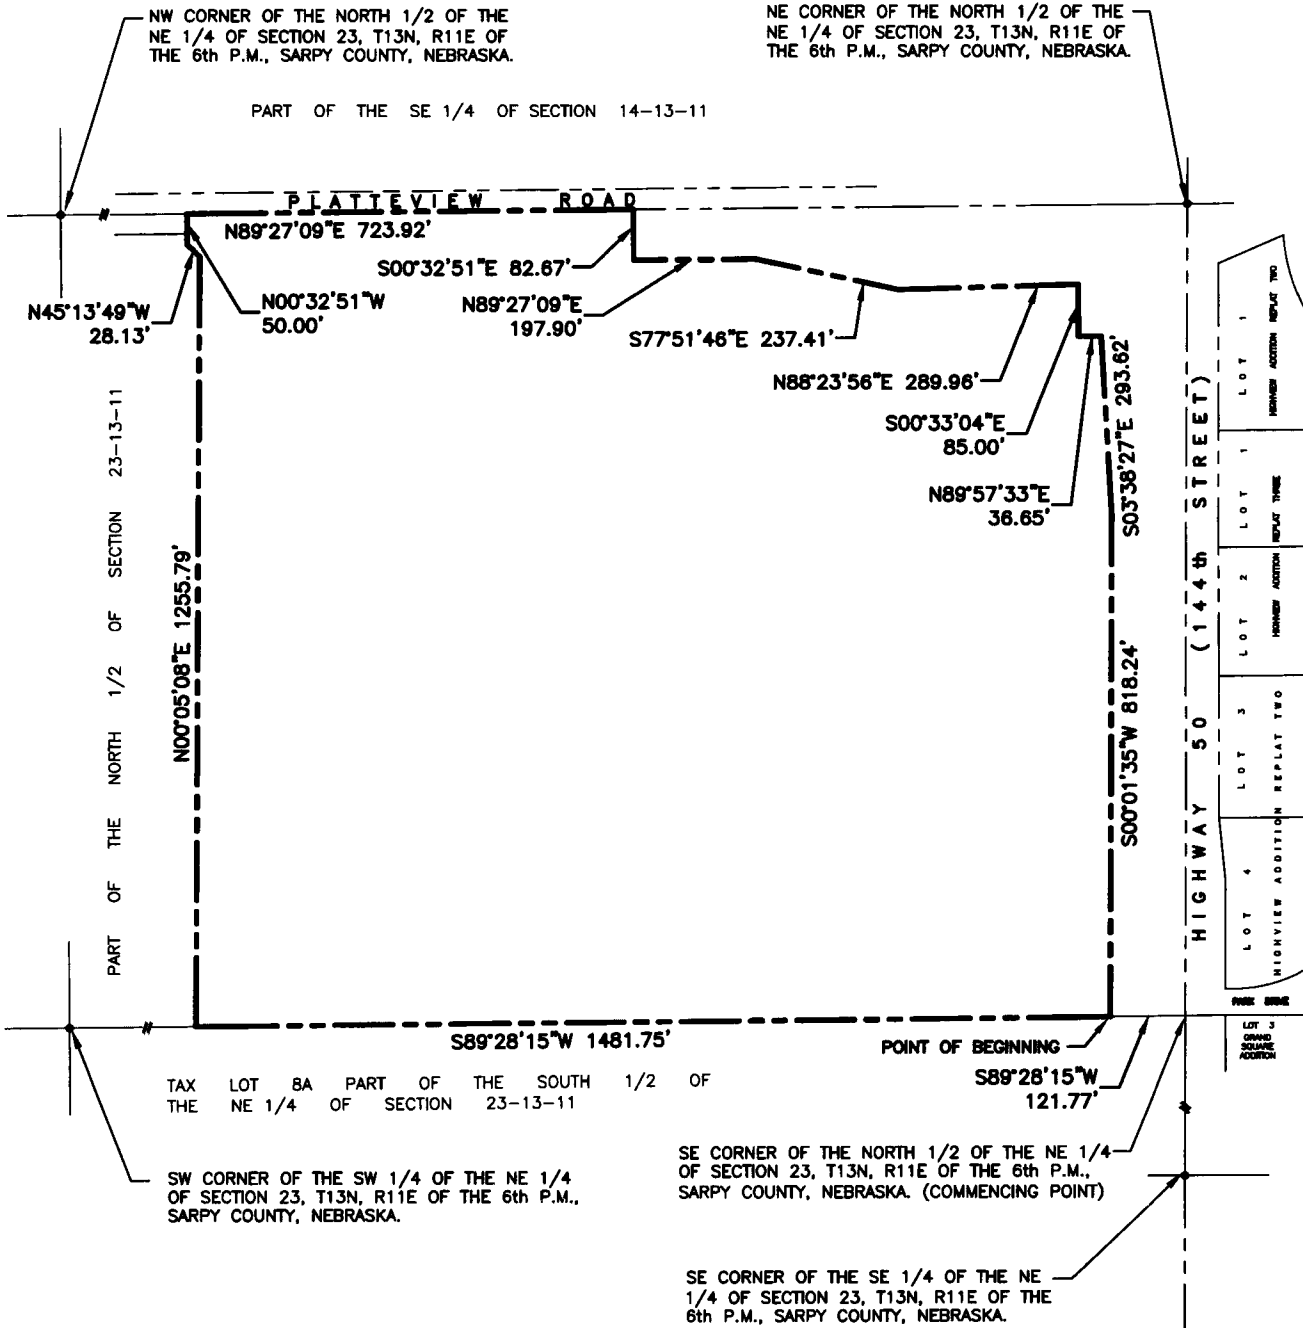 NW CORNER OF THE NORTH 1/2 OF THE
NE 1/4 OF SECTION 23, T13N, R11E OF
THE 6th P.M., SARPY COUNTY, NEBRASKA.
NE CORNER OF THE NORTH 1/2 OF THE
NE 1/4 OF SECTION 23, T13N, R11E OF
THE 6th P.M., SARPY COUNTY, NEBRASKA.
PART OF THE SE 1/4 OF SECTION 14-13-11
PLATTEVIEW ROAD
N89°27'09"E 723.92'
S00°32'51"E 82.67'
N45°13'49"W
28.13'
N00°32'51"W
50.00'
N89°27'09"E
197.90'
S77°51'46"E 237.41'
N88°23'56"E 289.96'
S00°33'04"E
85.00'
N89°57'33"E
36.65'
S03°38'27"E 293.62'
S00°01'35"W 818.24'
HIGHWAY 50 (144th STREET)
LOT 1
HIGHVIEW ADDITION REPLAT TWO
LOT 1
LOT 2
HIGHVIEW ADDITION REPLAT THREE
LOT 3
LOT 4
HIGHVIEW ADDITION REPLAT TWO
PARK DRIVE
LOT 3
GRAND
SQUARE
ADDITION
PART OF THE NORTH 1/2 OF SECTION 23-13-11
N00°05'08"E 1255.79'
S89°28'15"W 1481.75'
POINT OF BEGINNING
S89°28'15"W
121.77'
TAX LOT 8A PART OF THE SOUTH 1/2 OF
THE NE 1/4 OF SECTION 23-13-11
SW CORNER OF THE SW 1/4 OF THE NE 1/4
OF SECTION 23, T13N, R11E OF THE 6th P.M.,
SARPY COUNTY, NEBRASKA.
SE CORNER OF THE NORTH 1/2 OF THE NE 1/4
OF SECTION 23, T13N, R11E OF THE 6th P.M.,
SARPY COUNTY, NEBRASKA. (COMMENCING POINT)
SE CORNER OF THE SE 1/4 OF THE NE
1/4 OF SECTION 23, T13N, R11E OF THE
6th P.M., SARPY COUNTY, NEBRASKA.